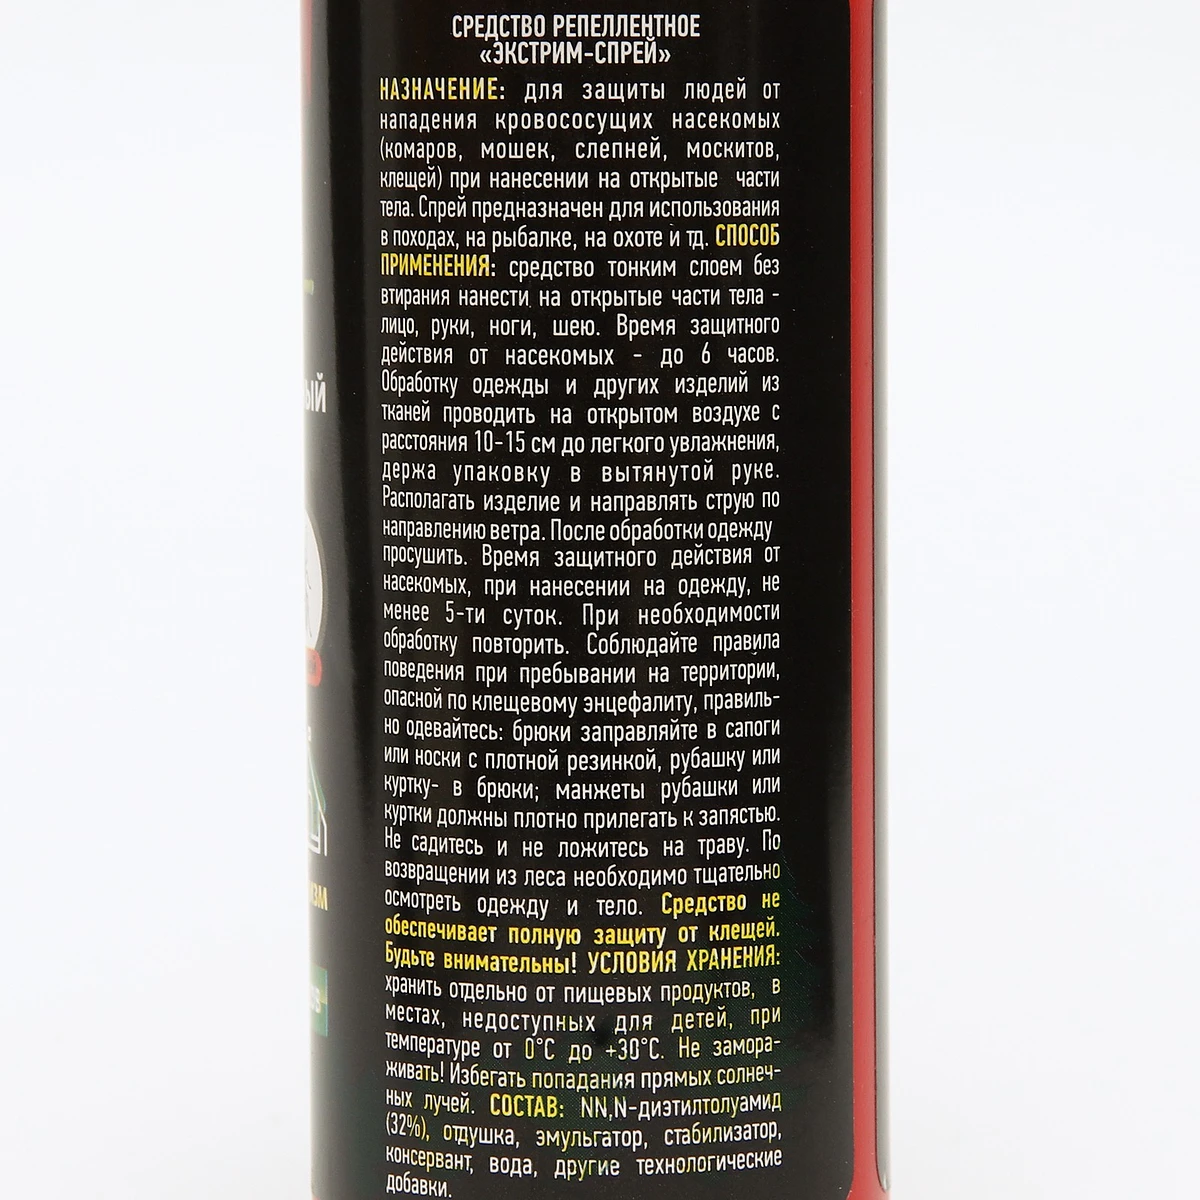 СРЕДСТВО РЕПЕЛЛЕНТНОЕ
«ЭКСТРИМ-СПРЕЙ»
НАЗНАЧЕНИЕ: для защиты людей от
нападения кровососущих насекомых
(комаров, мошек, слепней, москитов,
клещей) при нанесении на открытые части
тела. Спрей предназначен для использования
в походах, на рыбалке, на охоте и тд. СПОСОБ
ПРИМЕНЕНИЯ: средство тонким слоем без
втирания нанести на открытые части тела -
лицо, руки, ноги, шею. Время защитного
действия от насекомых - до 6 часов.
Обработку одежды и других изделий из
тканей проводить на открытом воздухе с
расстояния 10-15 см до легкого увлажнения,
держа упаковку в вытянутой руке.
Располагать изделие и направлять струю по
направлению ветра. После обработки одежду
просушить. Время защитного действия от
насекомых, при нанесении на одежду, не
менее 5-ти суток. При необходимости
обработку повторить. Соблюдайте правила
поведения при пребывании на территории,
опасной по клещевому энцефалиту, правиль-
но одевайтесь: брюки заправляйте в сапоги
или носки с плотной резинкой, рубашку или
куртку- в брюки; манжеты рубашки или
куртки должны плотно прилегать к запястью.
Не садитесь и не ложитесь на траву. По
возвращении из леса необходимо тщательно
осмотреть одежду и тело. Средство не
обеспечивает полную защиту от клещей.
Будьте внимательны! УСЛОВИЯ ХРАНЕНИЯ:
хранить отдельно от пищевых продуктов, в
местах, недоступных для детей, при
температуре от 0°С до +30°С. Не замора-
живать! Избегать попадания прямых солнеч-
ных лучей. СОСТАВ: NN,N-диэтилтолуамид
(32%), отдушка, эмульгатор, стабилизатор,
консервант, вода, другие технологические
добавки.